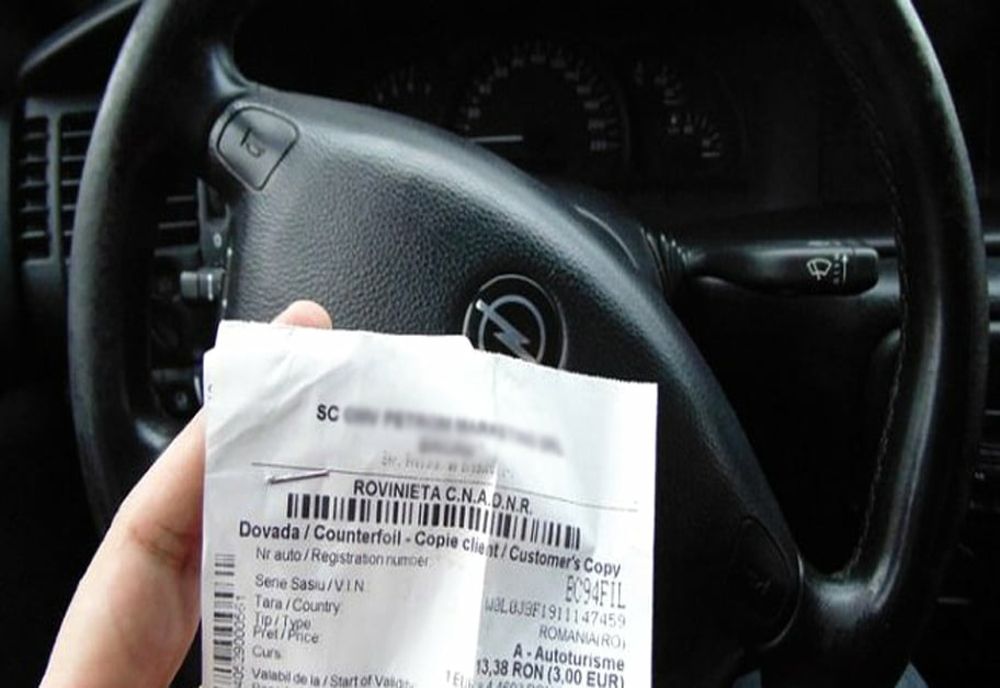 SC
ROVINIETA C.N.A.D.N.R.
Dovada / Counterfoil - Copie client / Customer's Copy
Nr auto / Registration number:
BC94FIL
Serie Sasiu / V I N
W0L0JBF1911147459
Tara / Country
ROMANIA(RO)
Tip / Type
A - Autoturisme
Pret / Price:
13,38 RON (3,00 EUR)
Curs
Valabil de la / Start of Validity